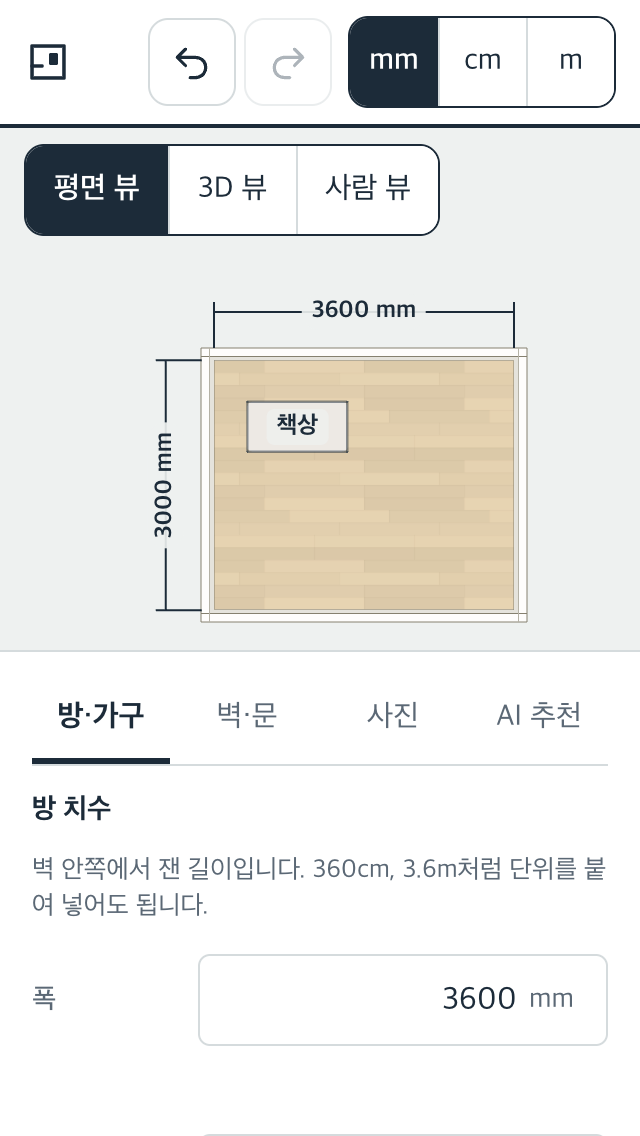 mm cm m
평면 뷰 3D 뷰 사람 뷰
3600 mm
책상
3000 mm
방·가구 벽·문 사진 AI 추천
방 치수
벽 안쪽에서 잰 길이입니다. 360cm, 3.6m처럼 단위를 붙
여 넣어도 됩니다.
폭 3600 mm